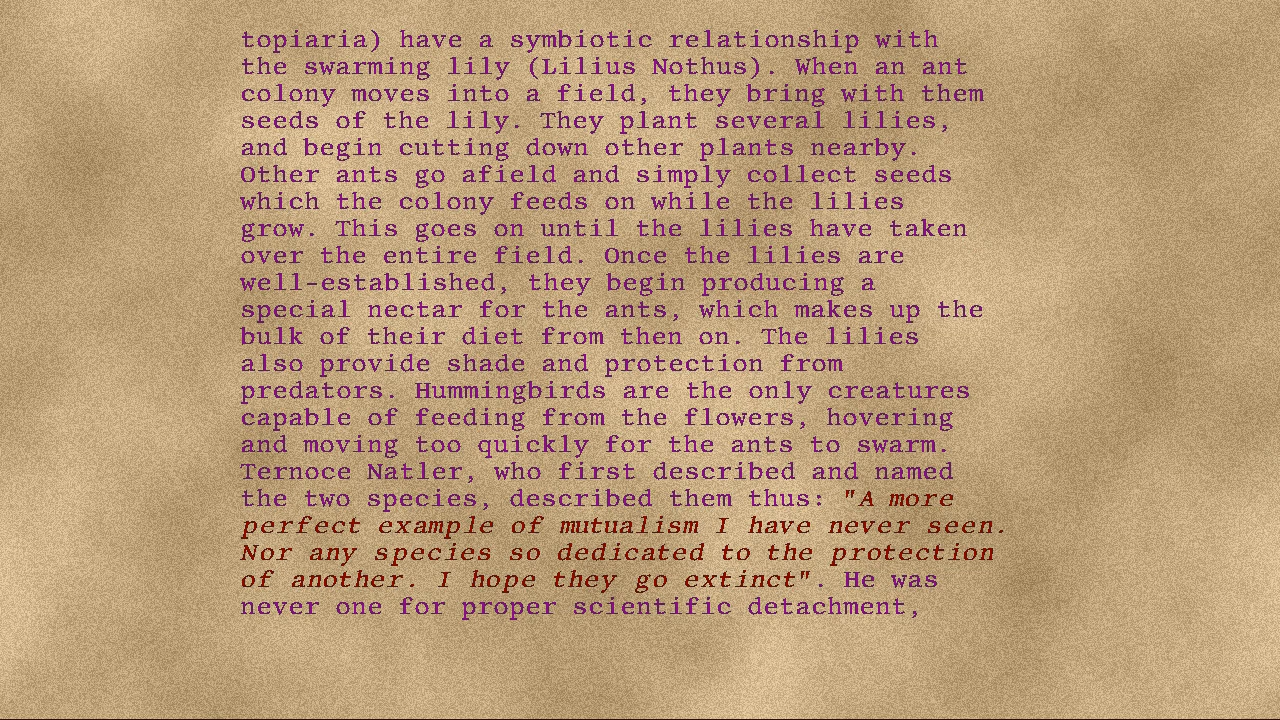 topiaria) have a symbiotic relationship with
the swarming lily (Lilius Nothus). When an ant
colony moves into a field, they bring with them
seeds of the lily. They plant several lilies,
and begin cutting down other plants nearby.
Other ants go afield and simply collect seeds
which the colony feeds on while the lilies
grow. This goes on until the lilies have taken
over the entire field. Once the lilies are
well-established, they begin producing a
special nectar for the ants, which makes up the
bulk of their diet from then on. The lilies
also provide shade and protection from
predators. Hummingbirds are the only creatures
capable of feeding from the flowers, hovering
and moving too quickly for the ants to swarm.
Ternoce Natler, who first described and named
the two species, described them thus: "A more
perfect example of mutualism I have never seen.
Nor any species so dedicated to the protection
of another. I hope they go extinct". He was
never one for proper scientific detachment,